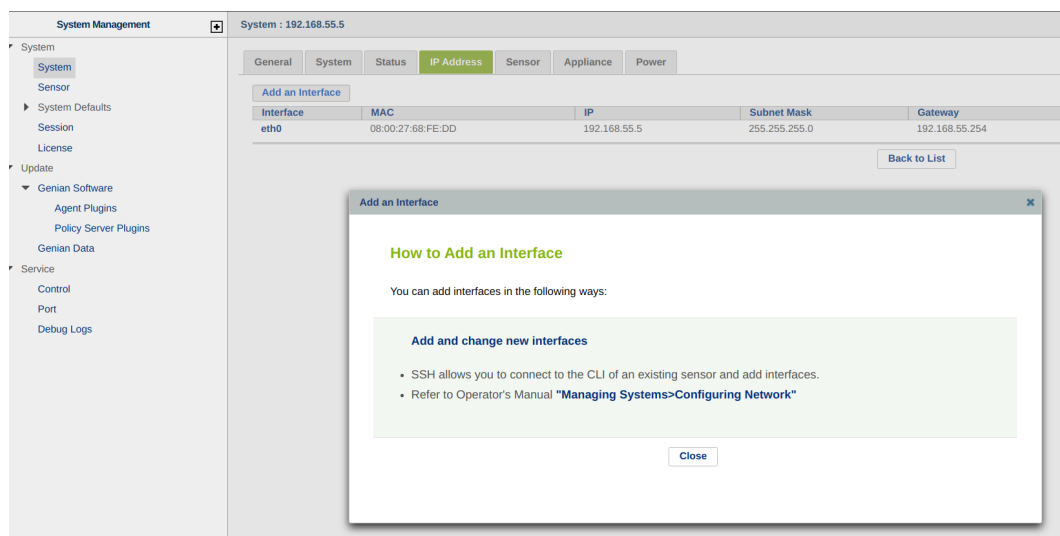 System Management
System
System
Sensor
System Defaults
Session
License
Update
Genian Software
Agent Plugins
Policy Server Plugins
Genian Data
Service
Control
Port
Debug Logs
System : 192.168.55.5
General System Status IP Address Sensor Appliance Power
Add an Interface
Interface MAC IP Subnet Mask Gateway
eth0 08:00:27:68:FE:DD 192.168.55.5 255.255.255.0 192.168.55.254
Back to List
Add an Interface
How to Add an Interface
You can add interfaces in the following ways:
Add and change new interfaces
• SSH allows you to connect to the CLI of an existing sensor and add interfaces.
• Refer to Operator's Manual "Managing Systems>Configuring Network"
Close